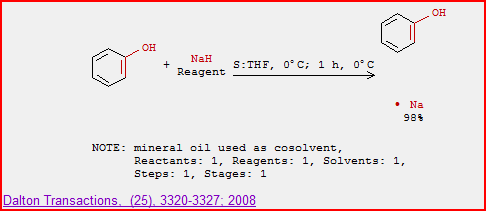 OH
OH
+ NaH
Reagent
S:THF, 0°C; 1 h, 0°C
• Na
98%
NOTE: mineral oil used as cosolvent,
Reactants: 1, Reagents: 1, Solvents: 1,
Steps: 1, Stages: 1
Dalton Transactions, (25), 3320-3327; 2008